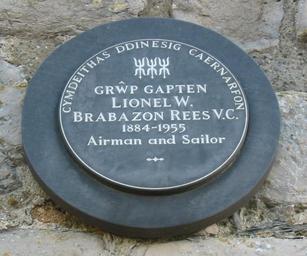 CYMDEITHAS DDINESIG CAERNARFON
GRŴP GAPTEN
LIONEL W.
BRABAZON REES V.C.
1884-1955
Airman and Sailor